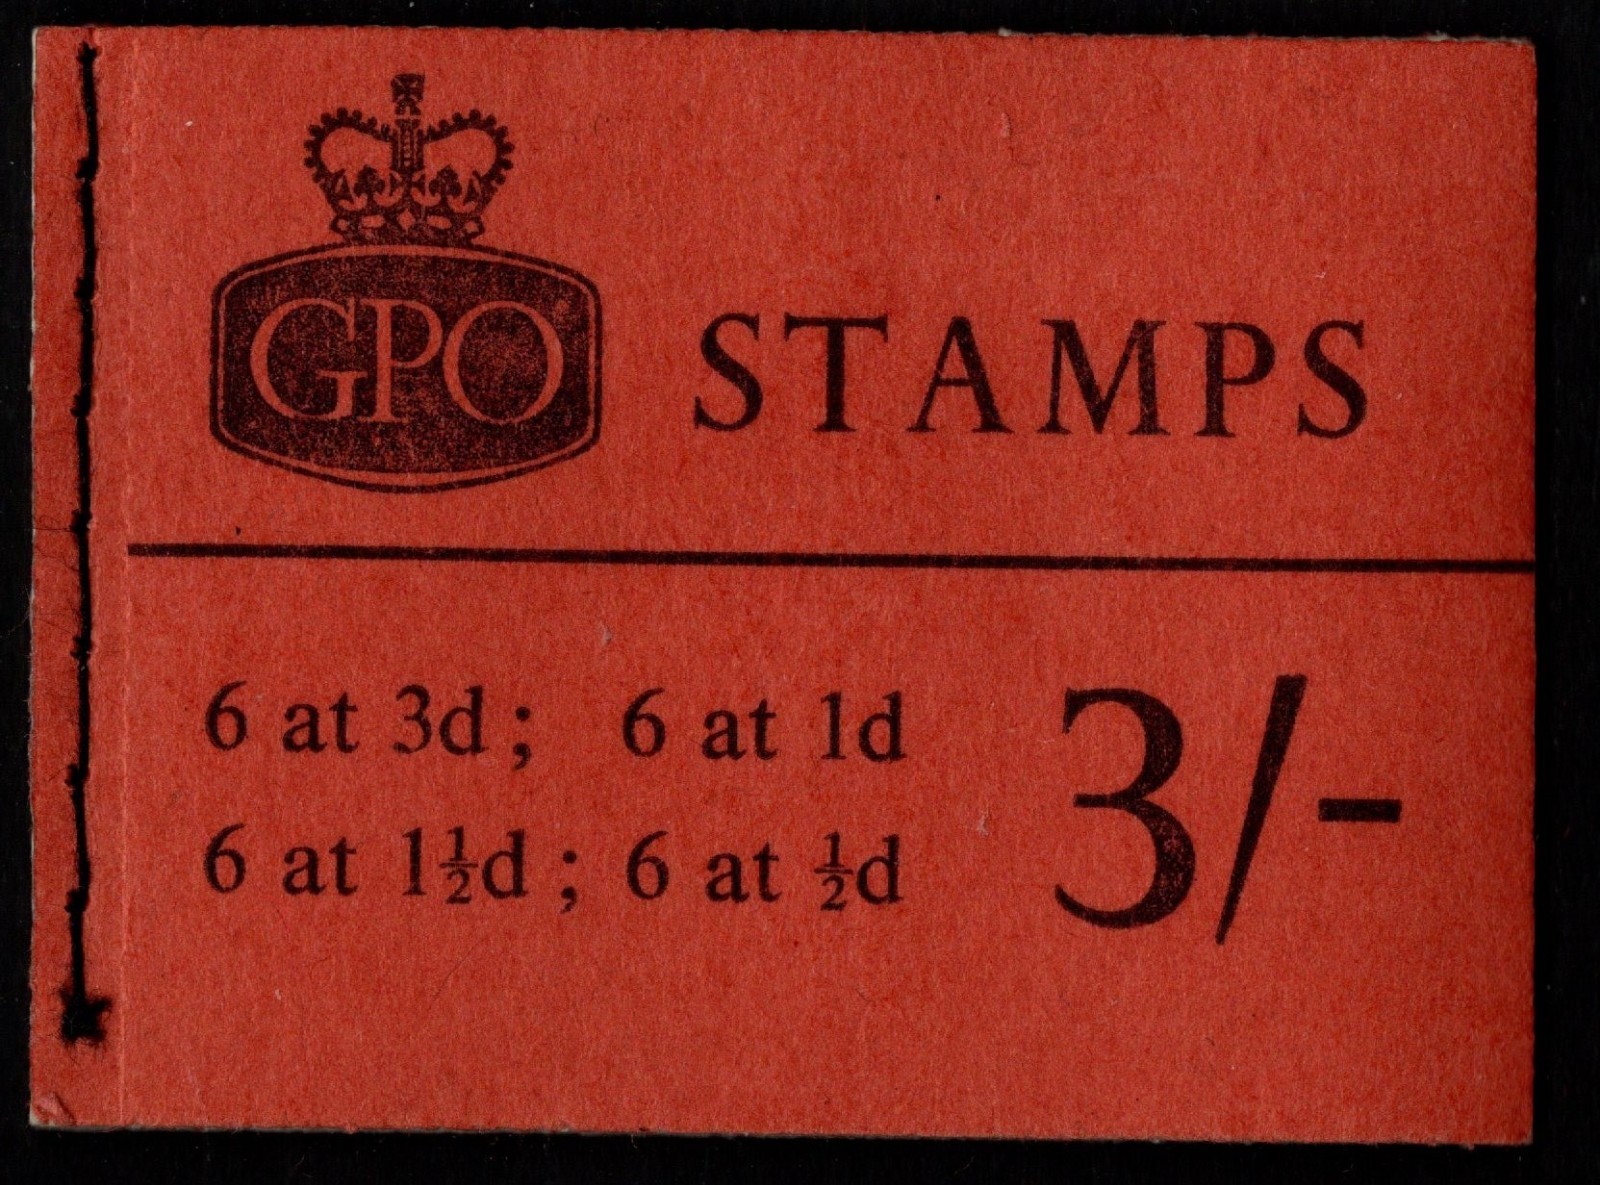 GPO STAMPS
6 at 3d; 6 at 1d
6 at 1½d; 6 at ½d
3/-